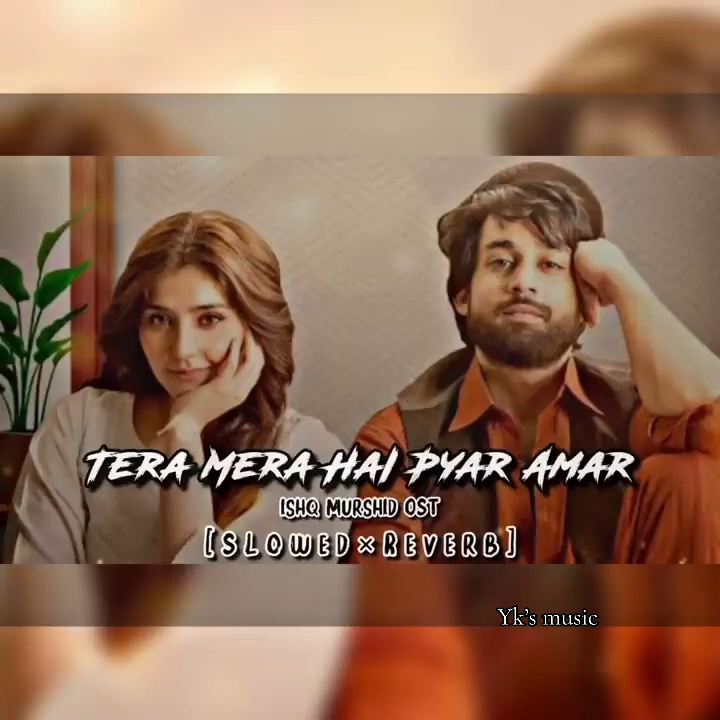 TERA MERA HAI PYAR AMAR
ISHQ MURSHID OST
[SLOWED×REVERB]
Yk's music